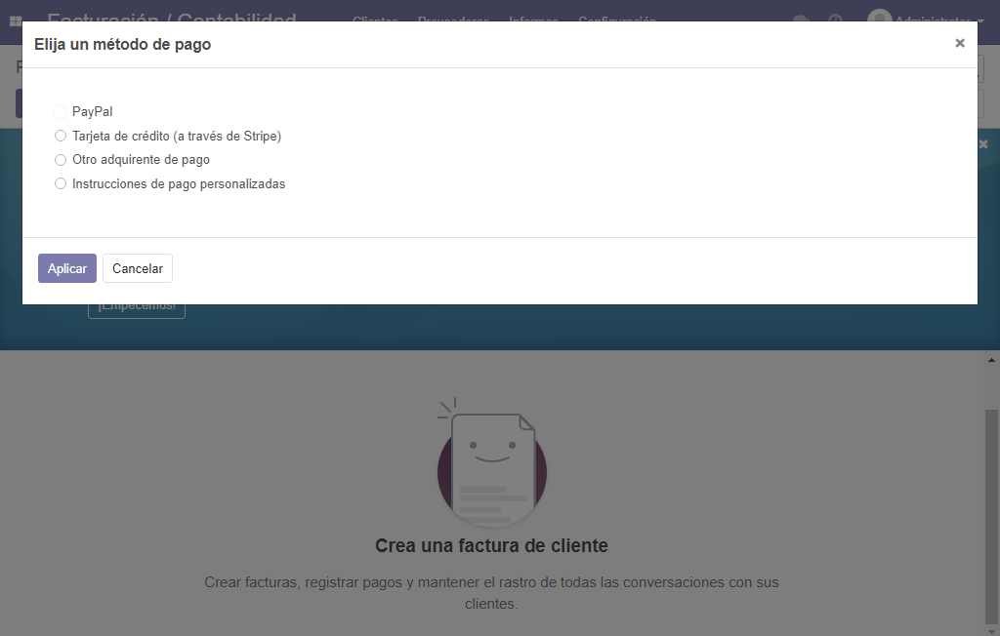 Facturación / Contabilidad
Clientes Proveedores Informes Configuración
Administrator
Elija un método de pago
PayPal
Tarjeta de crédito (a través de Stripe)
Otro adquirente de pago
Instrucciones de pago personalizadas
Aplicar Cancelar
¡Empecemos!
Crea una factura de cliente
Crear facturas, registrar pagos y mantener el rastro de todas las conversaciones con sus
clientes.